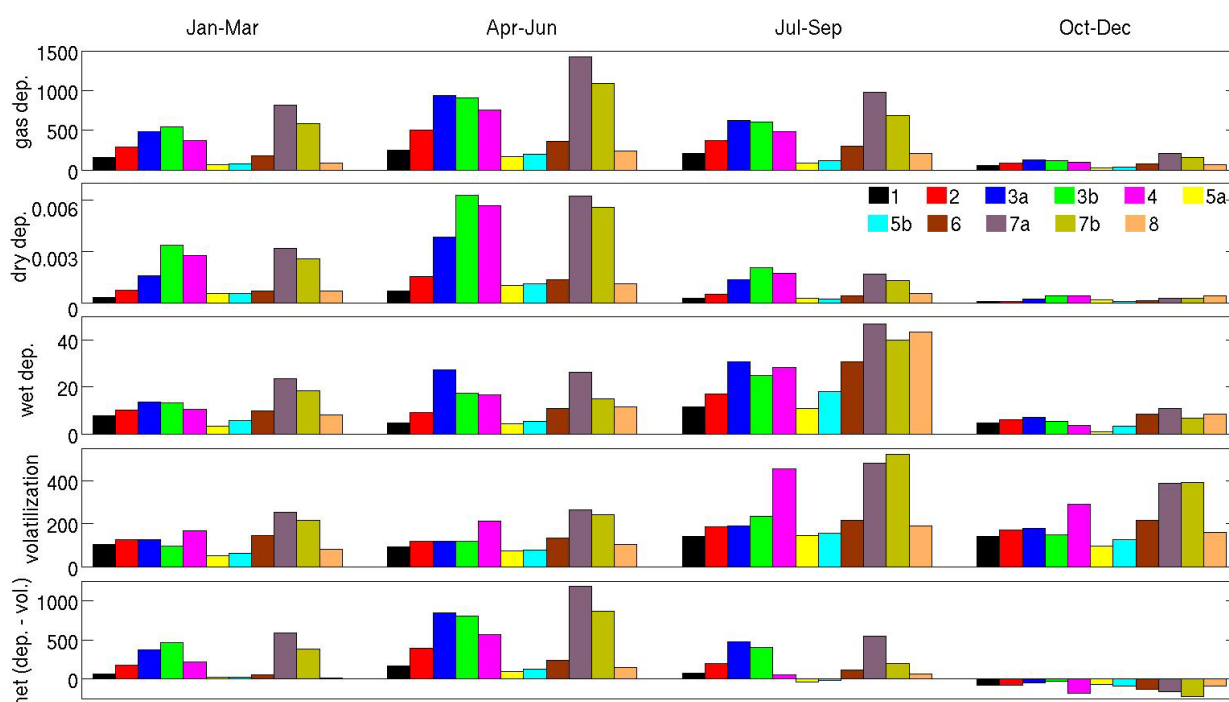 Jan-Mar Apr-Jun Jul-Sep Oct-Dec
gas dep.
1500
1000
500
0
dry dep.
0.006
0.003
0
1 2 3a 3b 4 5a
5b 6 7a 7b 8
wet dep.
40
20
0
volatilization
400
200
0
net (dep. - vol.)
1000
500
0